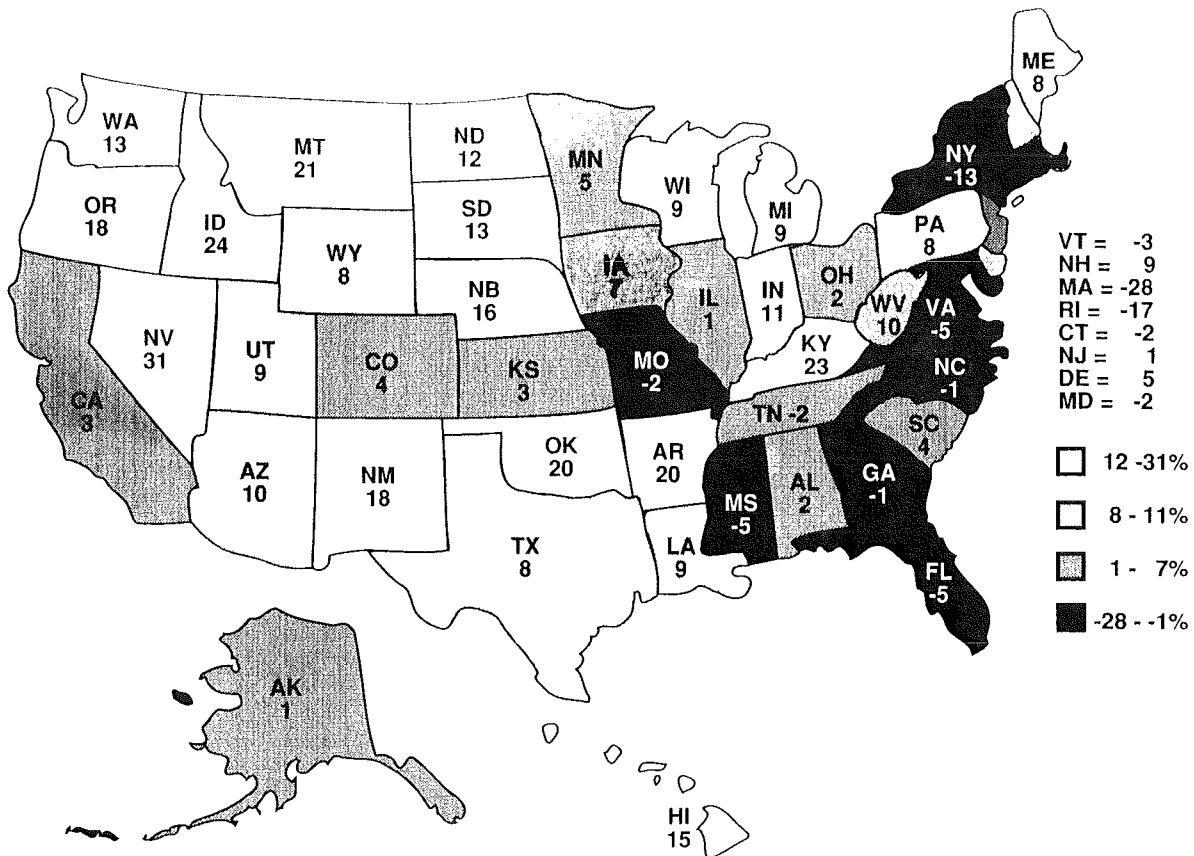 ME
8
WA
13
MT
21
ND
12
MN
5
NY
-13
OR
18
ID
24
SD
13
WI
9
MI
9
WY
8
PA
8
IA
7
NB
16
OH
2
IL
1
IN
11
WV
10
VA
-5
NV
31
UT
9
CO
4
KS
3
MO
-2
KY
23
NC
-1
CA
3
TN -2
SC
4
AZ
10
NM
18
OK
20
AR
20
MS
-5
AL
2
GA
-1
TX
8
LA
9
FL
-5
AK
1
HI
15
VT = -3
NH = 9
MA = -28
RI = -17
CT = -2
NJ = 1
DE = 5
MD = -2
12 -31%
8 - 11%
1 - 7%
-28 - -1%